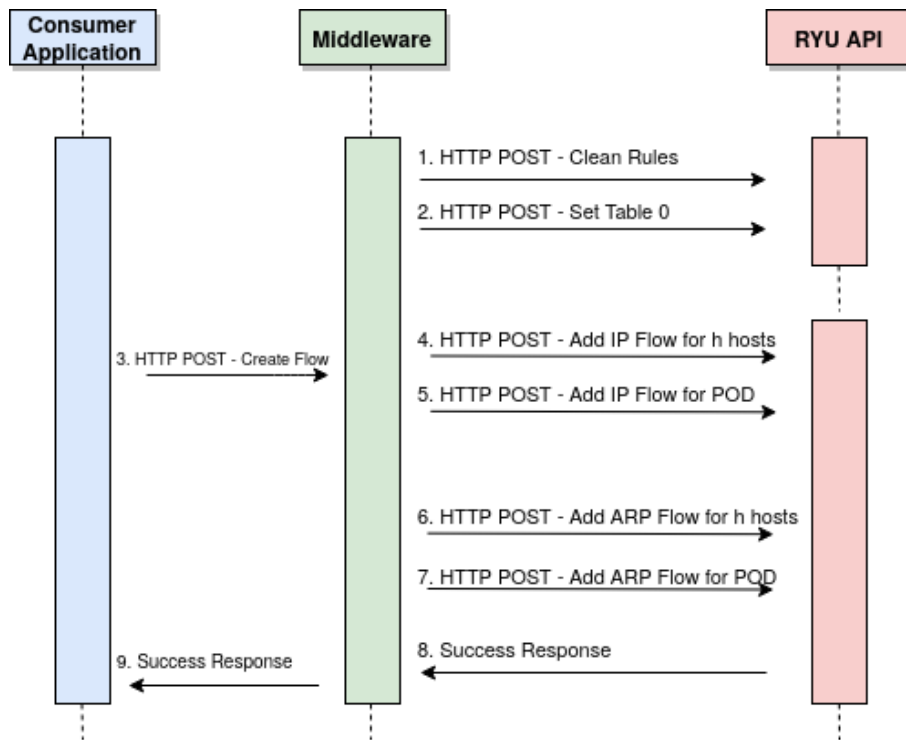 Consumer
Application
Middleware
RYU API
1. HTTP POST - Clean Rules
2. HTTP POST - Set Table 0
3. HTTP POST - Create Flow
4. HTTP POST - Add IP Flow for h hosts
5. HTTP POST - Add IP Flow for POD
6. HTTP POST - Add ARP Flow for h hosts
7. HTTP POST - Add ARP Flow for POD
8. Success Response
9. Success Response